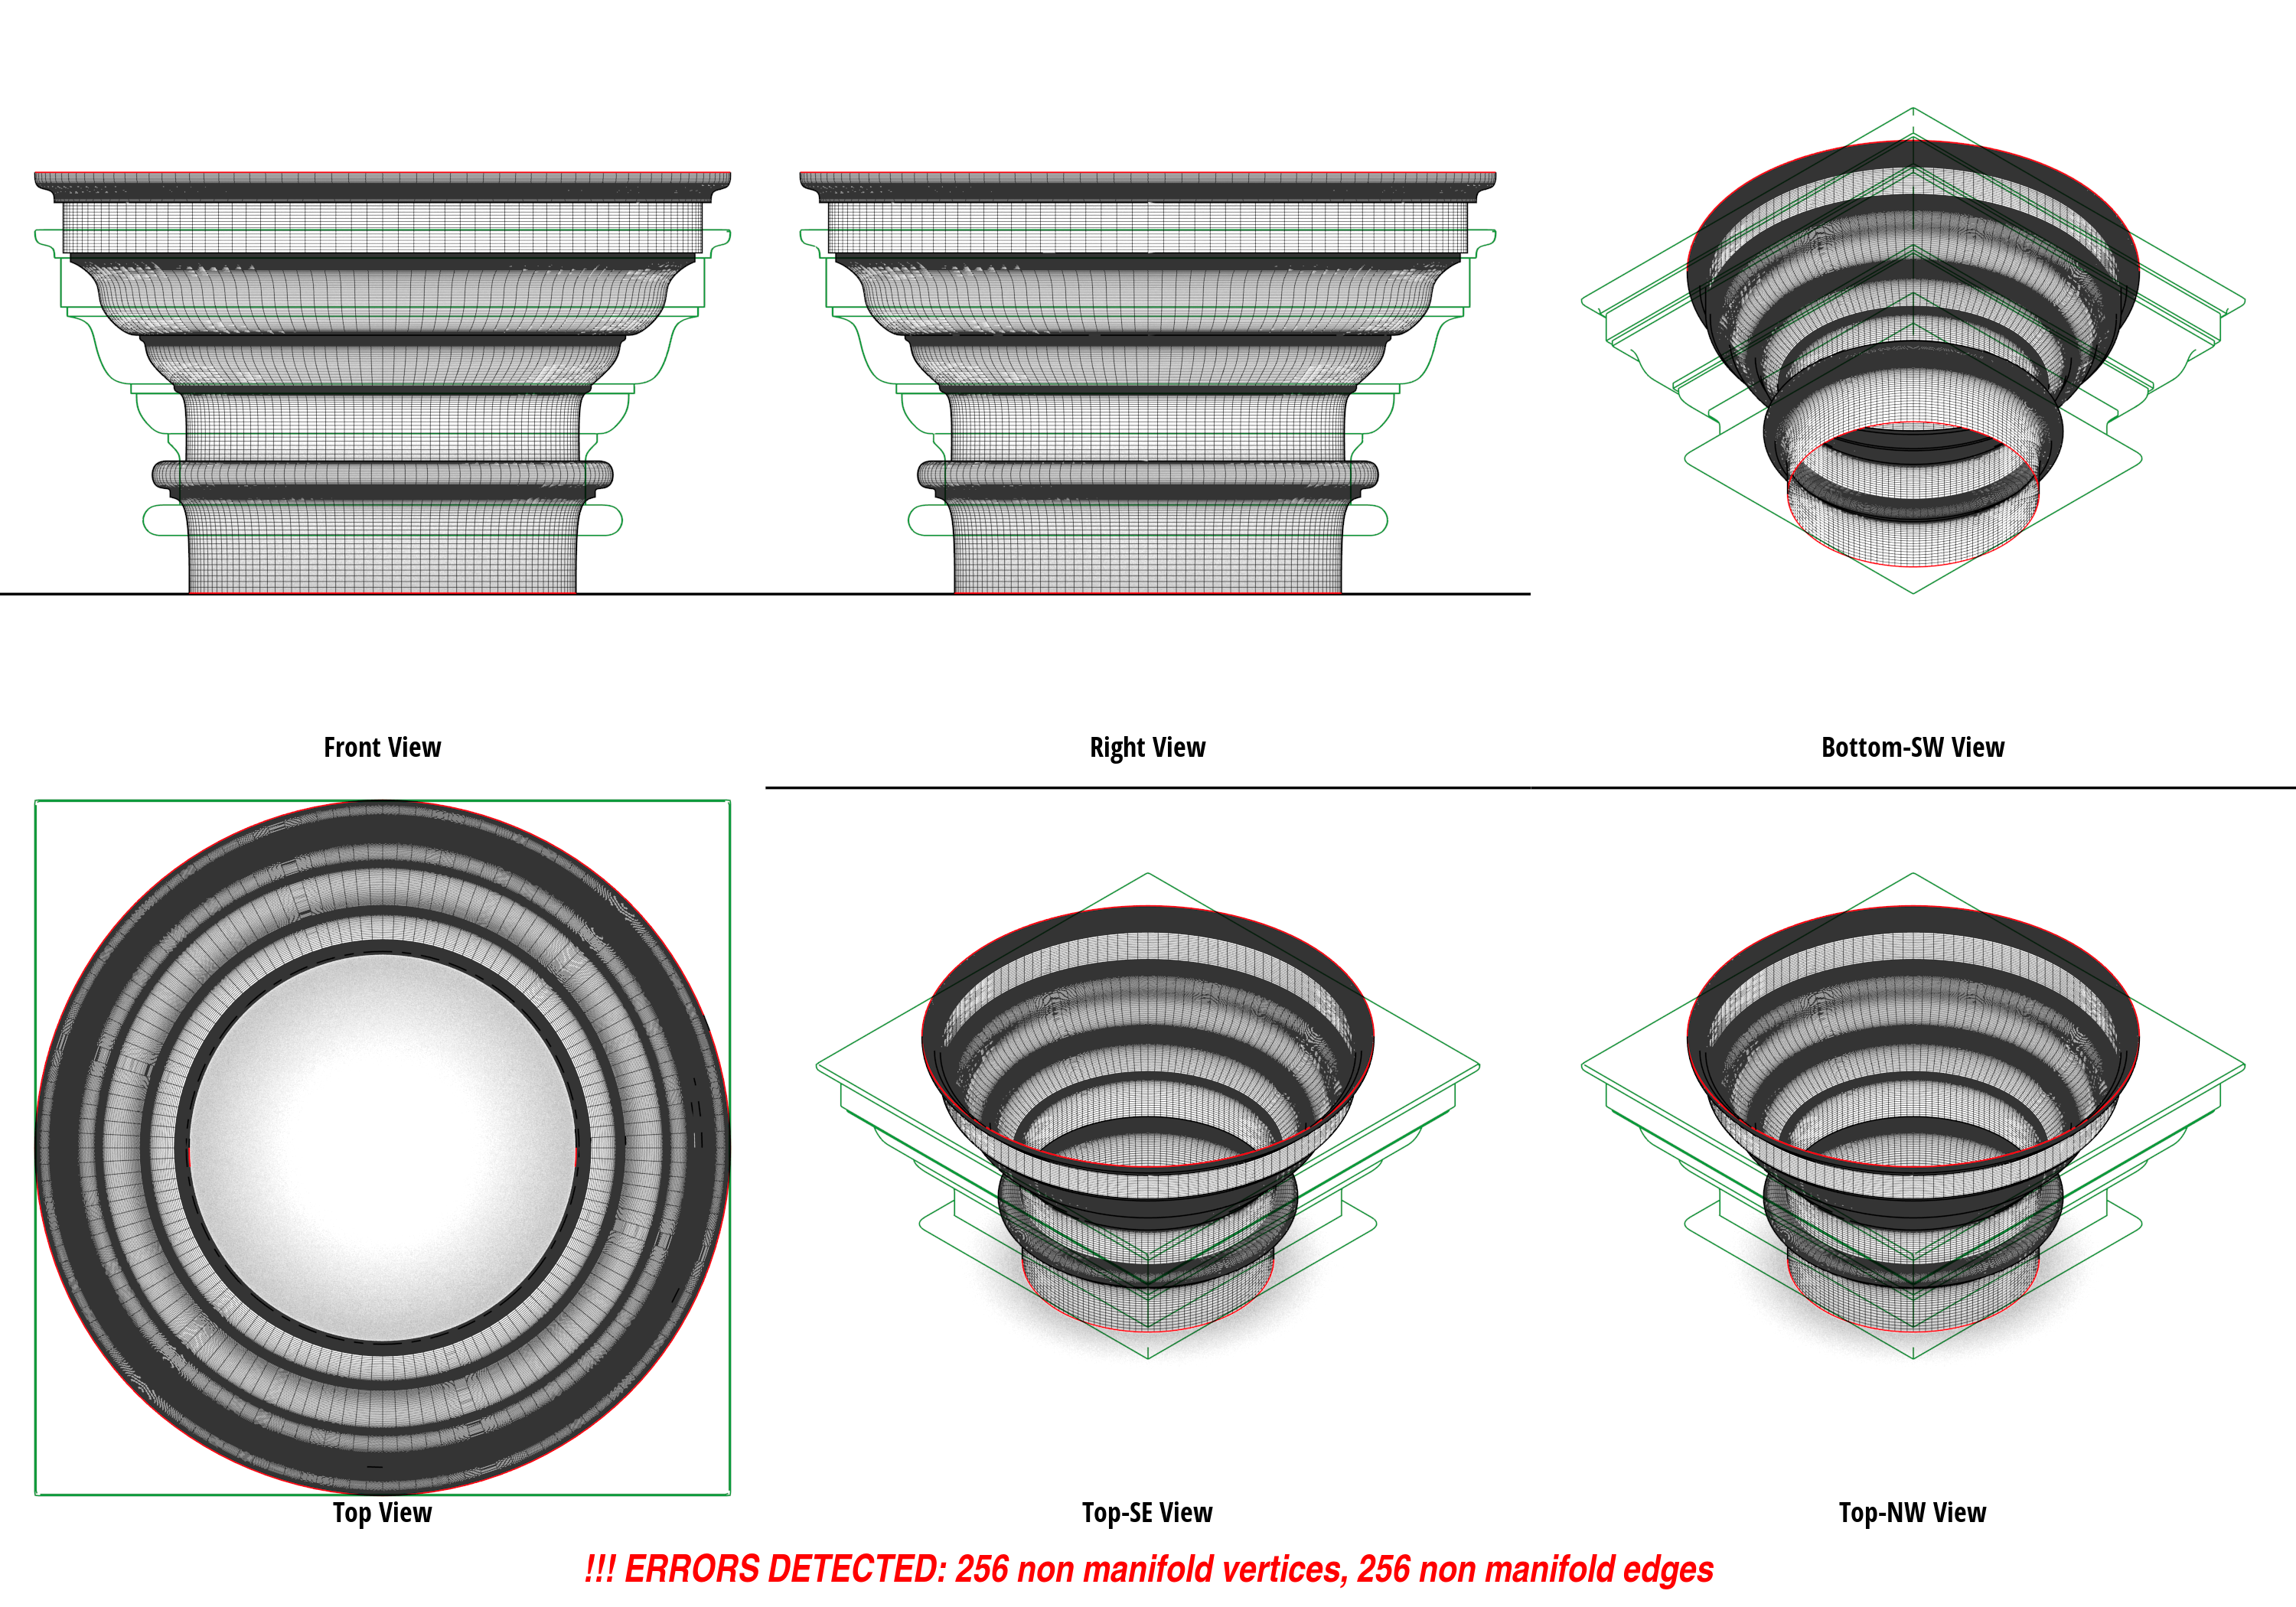 Front View
Right View
Bottom-SW View
Top View
Top-SE View
Top-NW View
!!! ERRORS DETECTED: 256 non manifold vertices, 256 non manifold edges